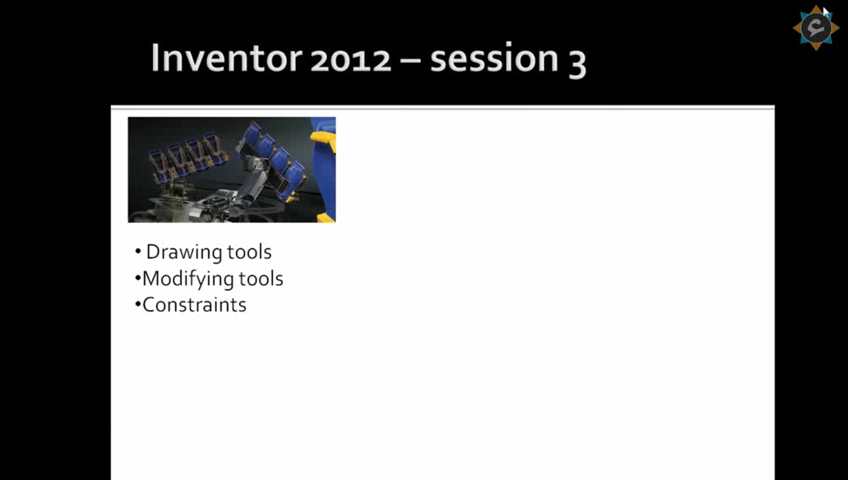 Inventor 2012 – session 3
• Drawing tools
•Modifying tools
•Constraints